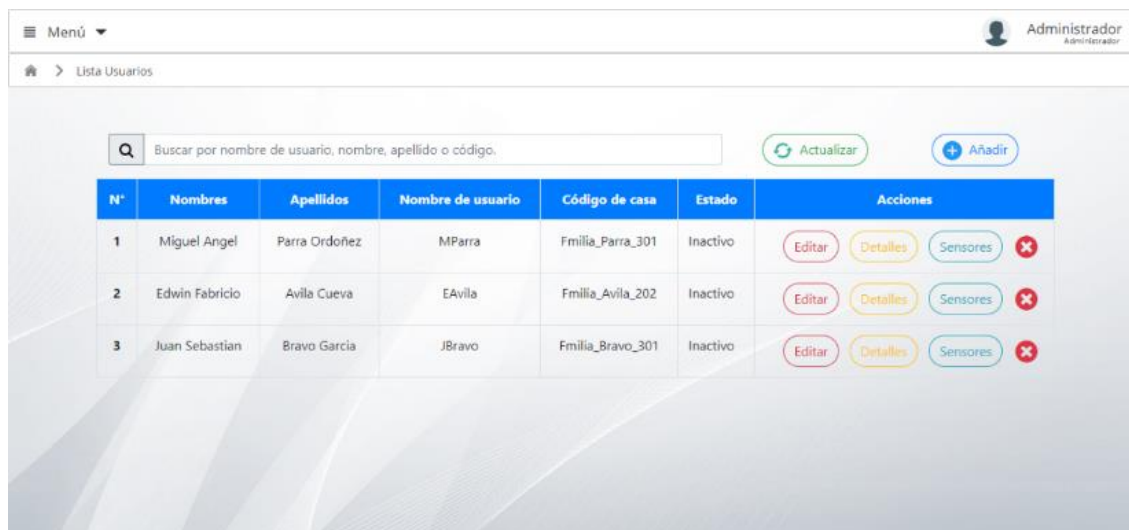 Menú
Administrador
Administrador
Lista Usuarios
Buscar por nombre de usuario, nombre, apellido o código.
Actualizar
Añadir
N° Nombres Apellidos Nombre de usuario Código de casa Estado Acciones
1 Miguel Angel Parra Ordoñez MParra Fmilia_Parra_301 Inactivo Editar Detalles Sensores
2 Edwin Fabricio Avila Cueva EAvila Fmilia_Avila_202 Inactivo Editar Detalles Sensores
3 Juan Sebastian Bravo Garcia JBravo Fmilia_Bravo_301 Inactivo Editar Detalles Sensores